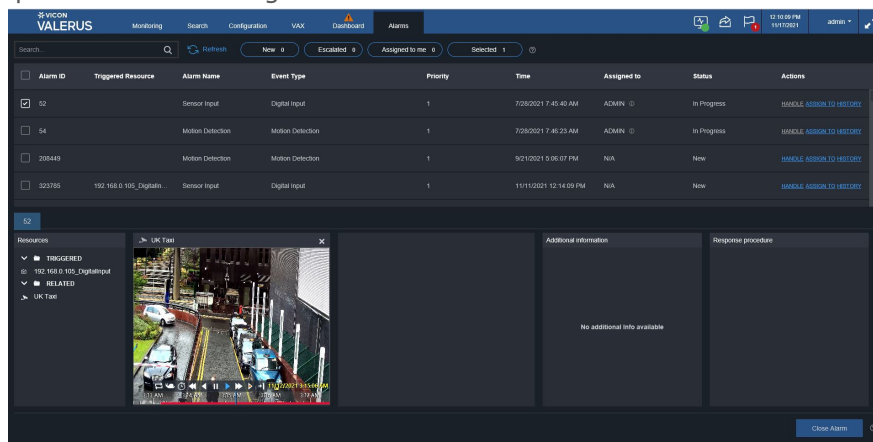 VICON
VALERUS Monitoring Search Configuration VAX Dashboard Alarms 12:10:09 PM 11/17/2021 admin
Search... Refresh New 0 Escalated 0 Assigned to me 0 Selected 1
Alarm ID Triggered Resource Alarm Name Event Type Priority Time Assigned to Status Actions
52 Sensor Input Digital Input 1 7/28/2021 7:45:40 AM ADMIN In Progress HANDLE ASSIGN TO HISTORY
54 Motion Detection Motion Detection 1 7/28/2021 7:46:23 AM ADMIN In Progress HANDLE ASSIGN TO HISTORY
208449 Motion Detection Motion Detection 1 9/21/2021 5:06:07 PM N/A New HANDLE ASSIGN TO HISTORY
323785 192.168.0.105_Digitalin... Sensor Input Digital Input 1 11/11/2021 12:14:09 PM N/A New HANDLE ASSIGN TO HISTORY
52
Resources UK Taxi Additional information Response procedure
TRIGGERED
192.168.0.105_DigitalInput
RELATED
UK Taxi
No additional info available
Close Alarm